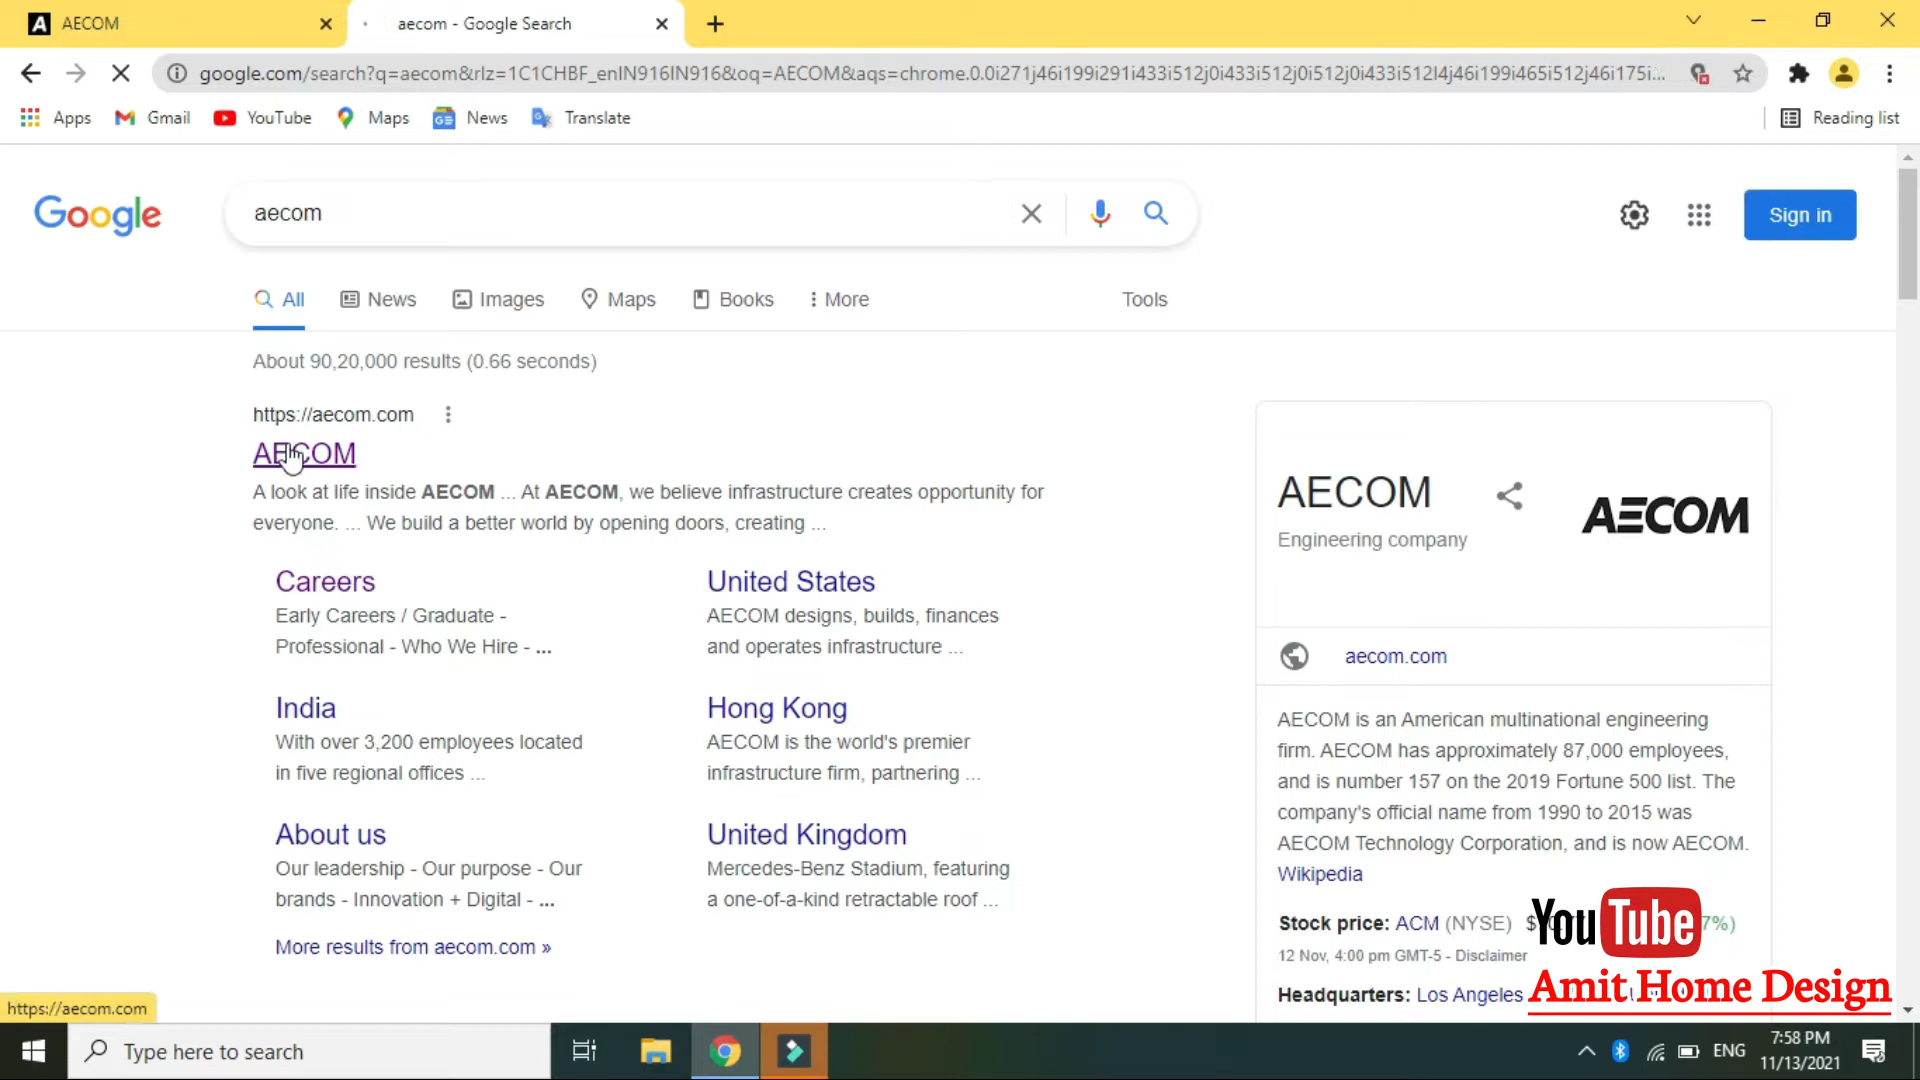 A AECOM
aecom - Google Search
google.com/search?q=aecom&rlz=1C1CHBF_enIN916IN916&oq=AECOM&aqs=chrome.0.0i271j46i199i291i433i512j0i433i512j0i512j0i433i512l4j46i199i465i512j46i175i...
Apps
Gmail
YouTube
Maps
News
Translate
Reading list
Google
aecom
Sign in
All
News
Images
Maps
Books
More
Tools
About 90,20,000 results (0.66 seconds)
https://aecom.com
AECOM
A look at life inside AECOM ... At AECOM, we believe infrastructure creates opportunity for
everyone. ... We build a better world by opening doors, creating ...
Careers
Early Careers / Graduate -
Professional - Who We Hire - ...
United States
AECOM designs, builds, finances
and operates infrastructure ...
India
With over 3,200 employees located
in five regional offices ...
Hong Kong
AECOM is the world's premier
infrastructure firm, partnering ...
About us
Our leadership - Our purpose - Our
brands - Innovation + Digital - ...
United Kingdom
Mercedes-Benz Stadium, featuring
a one-of-a-kind retractable roof ...
More results from aecom.com »
AECOM
Engineering company
AECOM
aecom.com
AECOM is an American multinational engineering
firm. AECOM has approximately 87,000 employees,
and is number 157 on the 2019 Fortune 500 list. The
company's official name from 1990 to 2015 was
AECOM Technology Corporation, and is now AECOM.
Wikipedia
Stock price: ACM (NYSE) $
7%)
12 Nov, 4:00 pm GMT-5 - Disclaimer
Headquarters: Los Angeles
YouTube
Amit Home Design
https://aecom.com
Type here to search
ENG
7:58 PM
11/13/2021